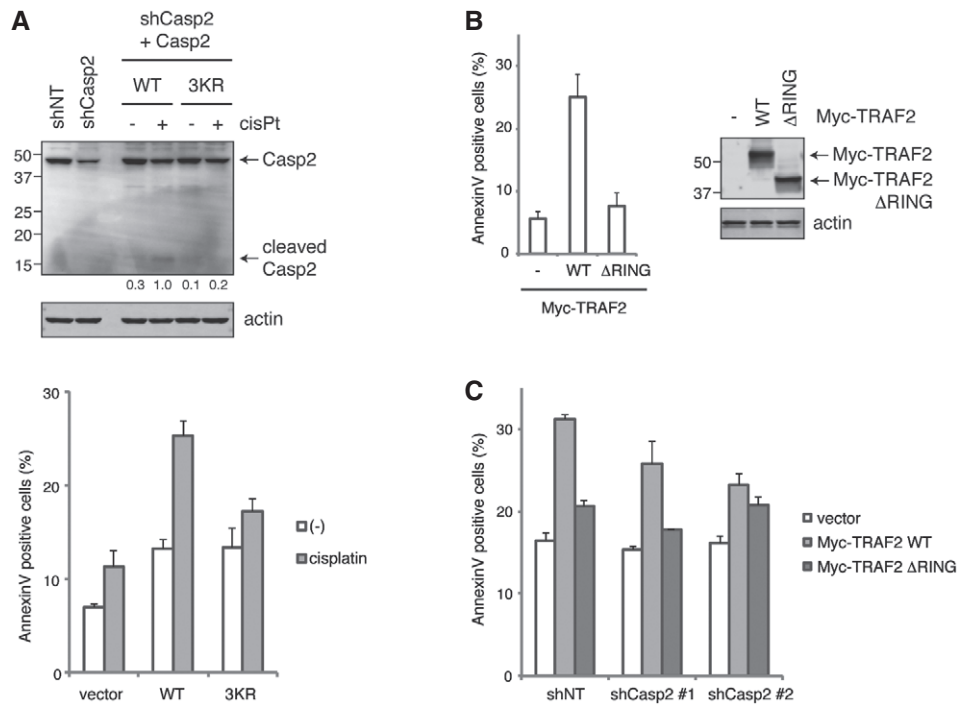 A
shCasp2
+ Casp2
shNT
shCasp2
WT
3KR
- + - + cisPt
50
37
25
20
15
Casp2
cleaved
Casp2
0.3 1.0 0.1 0.2
actin
AnnexinV positive cells (%)
30
20
10
0
vector WT 3KR
(-)
cisplatin
B
AnnexinV positive cells (%)
30
20
10
0
- WT ΔRING
Myc-TRAF2
- WT ΔRING Myc-TRAF2
50
37
Myc-TRAF2
Myc-TRAF2
ΔRING
actin
C
AnnexinV positive cells (%)
30
20
10
0
shNT shCasp2 #1 shCasp2 #2
vector
Myc-TRAF2 WT
Myc-TRAF2 ΔRING